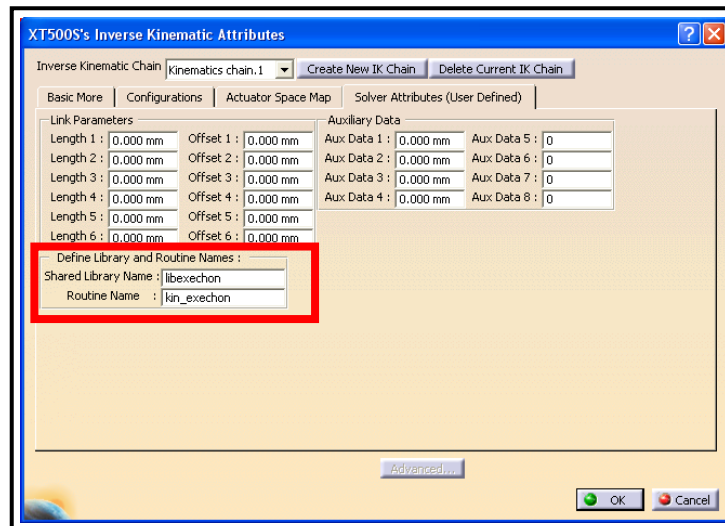 XT500S's Inverse Kinematic Attributes
Inverse Kinematic Chain Kinematics chain.1 Create New IK Chain Delete Current IK Chain
Basic More Configurations Actuator Space Map Solver Attributes (User Defined)
Link Parameters Auxiliary Data
Length 1 : 0.000 mm Offset 1 : 0.000 mm Aux Data 1 : 0.000 mm Aux Data 5 : 0
Length 2 : 0.000 mm Offset 2 : 0.000 mm Aux Data 2 : 0.000 mm Aux Data 6 : 0
Length 3 : 0.000 mm Offset 3 : 0.000 mm Aux Data 3 : 0.000 mm Aux Data 7 : 0
Length 4 : 0.000 mm Offset 4 : 0.000 mm Aux Data 4 : 0.000 mm Aux Data 8 : 0
Length 5 : 0.000 mm Offset 5 : 0.000 mm
Length 6 : 0.000 mm Offset 6 : 0.000 mm
Define Library and Routine Names :
Shared Library Name : libexechon
Routine Name : kin_exechon
Advanced...
OK Cancel